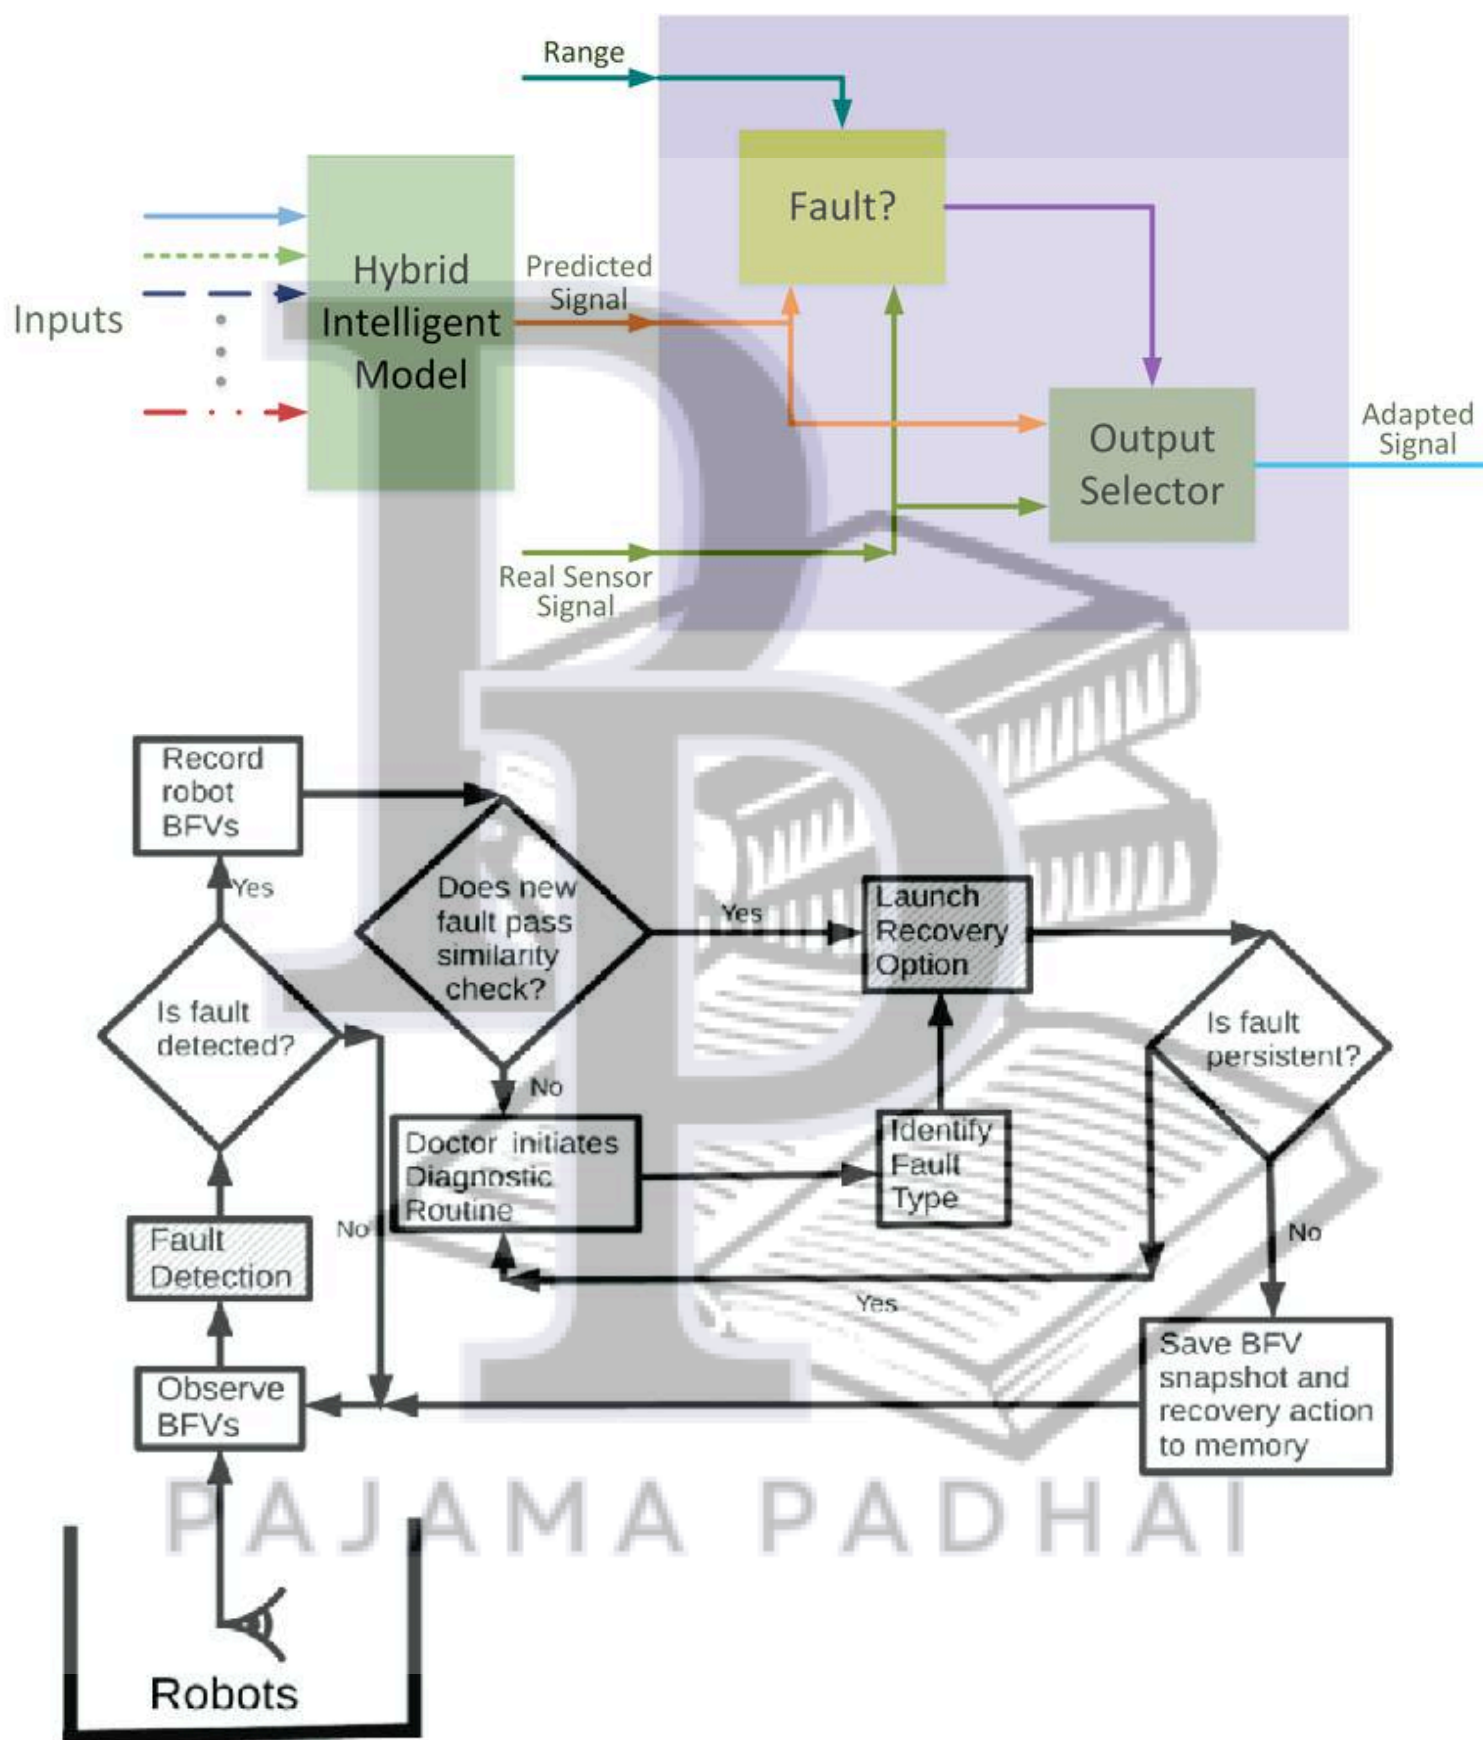 Range
Fault?
Hybrid
Intelligent
Model
Predicted
Signal
Inputs
Output
Selector
Adapted
Signal
Real Sensor
Signal
Record
robot
BFVs
Yes
Does new
fault pass
similarity
check?
Yes
Launch
Recovery
Option
Is fault
detected?
Is fault
persistent?
No
Doctor initiates
Diagnostic
Routine
Identify
Fault
Type
No
No
Fault
Detection
Yes
Observe
BFVs
Save BFV
snapshot and
recovery action
to memory
PAJAMA PADHAI
Robots